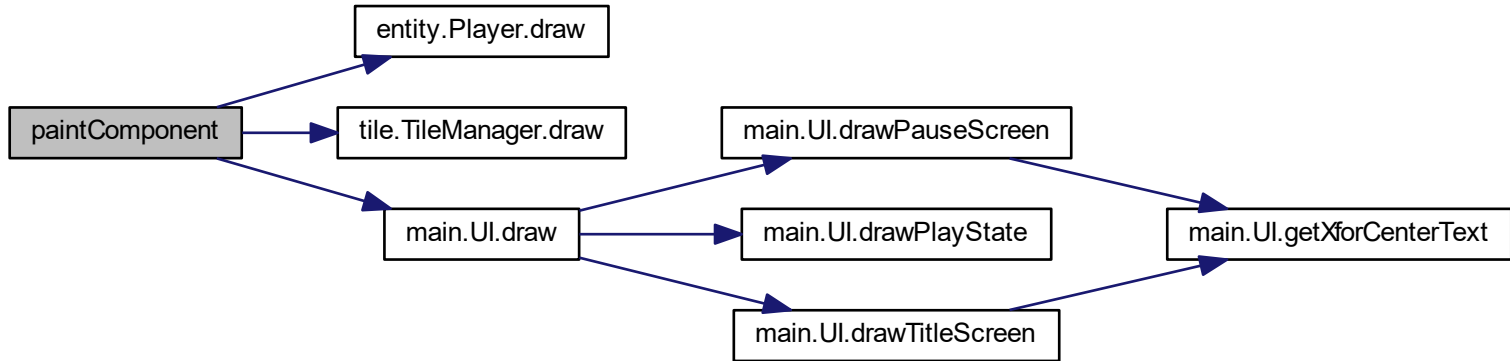 entity.Player.draw
paintComponent
tile.TileManager.draw
main.UI.drawPauseScreen
main.UI.draw
main.UI.drawPlayState
main.UI.getXforCenterText
main.UI.drawTitleScreen